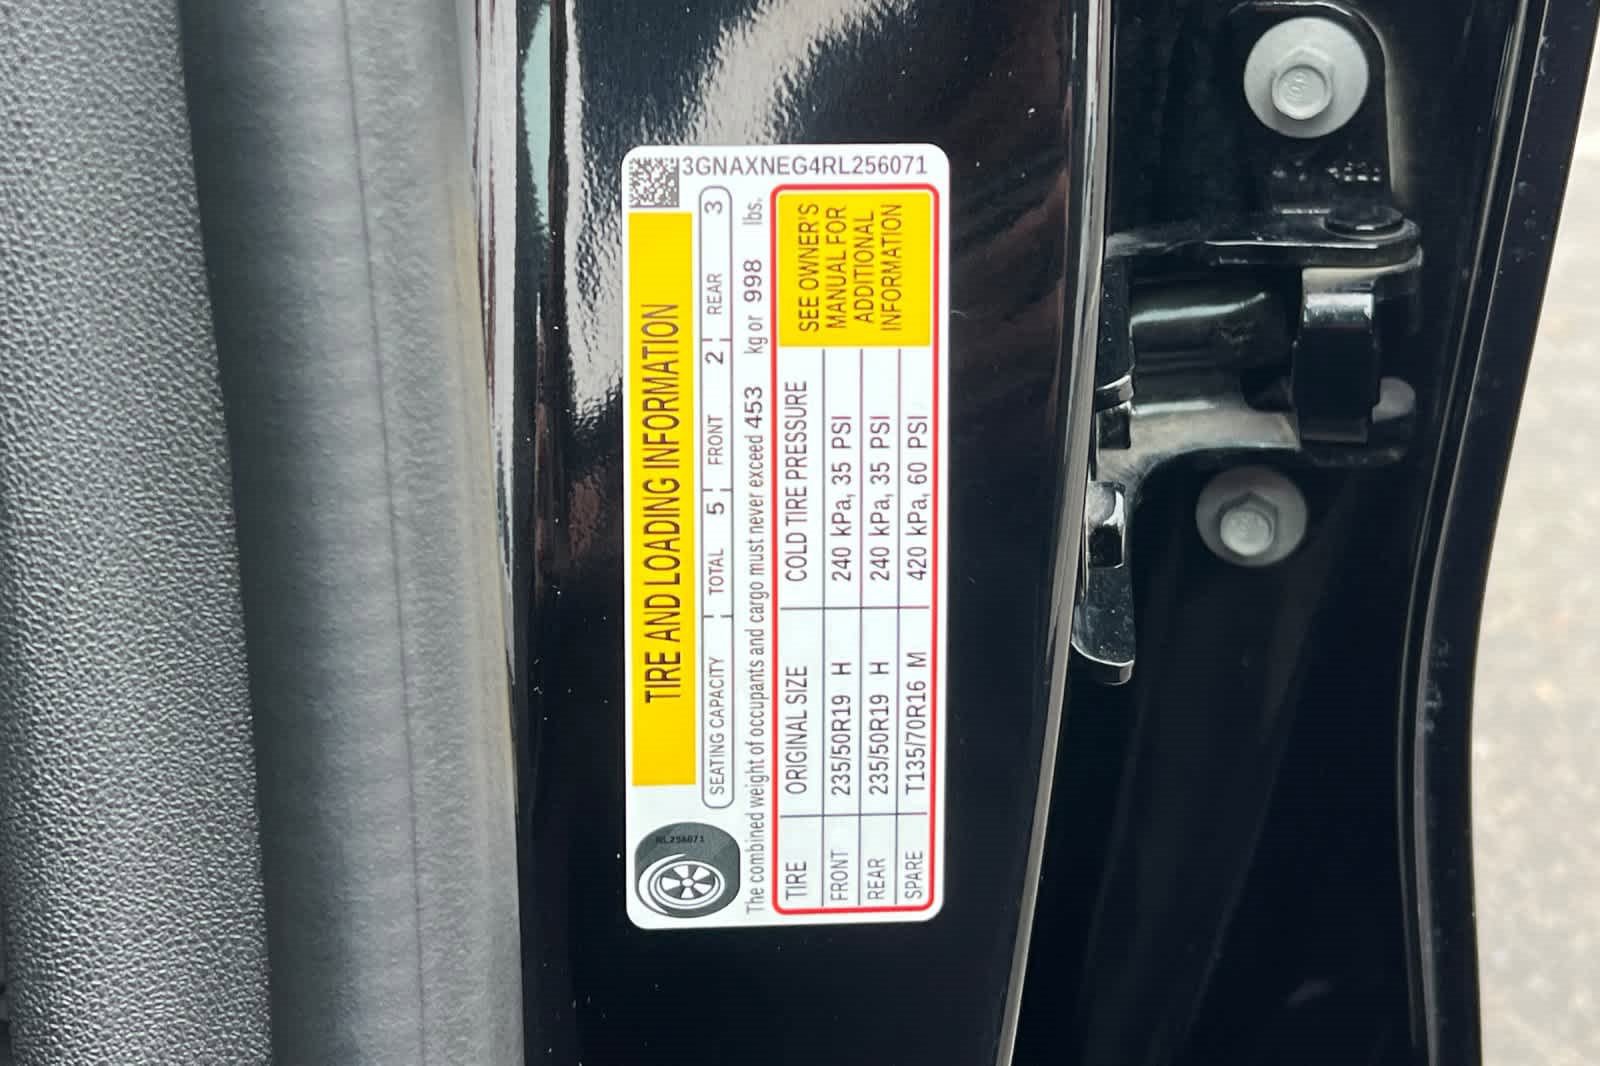 3GNAXNEG4RL256071
TIRE AND LOADING INFORMATION
RL256071
SEATING CAPACITY TOTAL 5 FRONT 2 REAR 3
The combined weight of occupants and cargo must never exceed 453 kg or 998 lbs.
TIRE ORIGINAL SIZE COLD TIRE PRESSURE
FRONT 235/50R19 H 240 kPa, 35 PSI
REAR 235/50R19 H 240 kPa, 35 PSI
SPARE T135/70R16 M 420 kPa, 60 PSI
SEE OWNER'S
MANUAL FOR
ADDITIONAL
INFORMATION